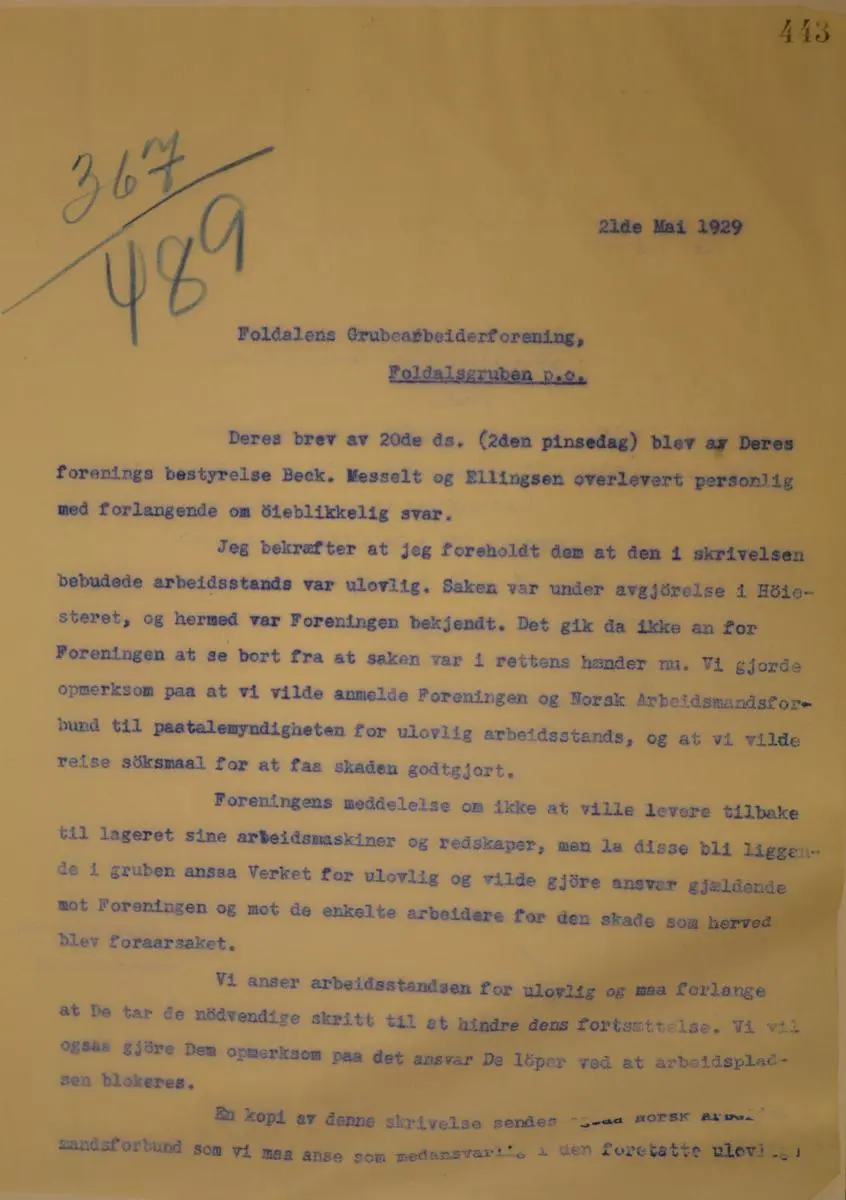 443
367
489
21de Mai 1929
Foldalens Grubearbeiderforening,
Foldalsgruben p.o.
Deres brev av 20de ds. (2den pinsedag) blev av Deres
forenings bestyrelse Beck. Messelt og Ellingsen overlevert personlig
med forlangende om öieblikkelig svar.
Jeg bekræfter at jeg foreholdt dem at den i skrivelsen
bebudede arbeidsstands var ulovlig. Saken var under avgjörelse i Höie-
steret, og hermed var Foreningen bekjendt. Det gik da ikke an for
Foreningen at se bort fra at saken var i rettens hænder nu. Vi gjorde
opmerksom paa at vi vilde anmelde Foreningen og Norsk Arbeidsmandsfor-
bund til paatalemyndigheten for ulovlig arbeidsstands, og at vi vilde
reise söksmaal for at faa skaden godtgjort.
Foreningens meddelelse om ikke at ville levere tilbake
til lageret sine arbeidsmaskiner og redskaper, men la disse bli liggen-
de i gruben ansaa Verket for ulovlig og vilde gjöre ansvar gjældende
mot Foreningen og mot de enkelte arbeidere for den skade som herved
blev foraarsaket.
Vi anser arbeidsstandsen for ulovlig og maa forlange
at De tar de nödvendige skritt til at hindre dens fortsættelse. Vi vil
ogsaa gjöre Dem opmerksom paa det ansvar De löper ved at arbeidsplad-
sen blokeres.
En kopi av denne skrivelse sendes Norsk
mandsforbund som vi maa anse som i den foretatte